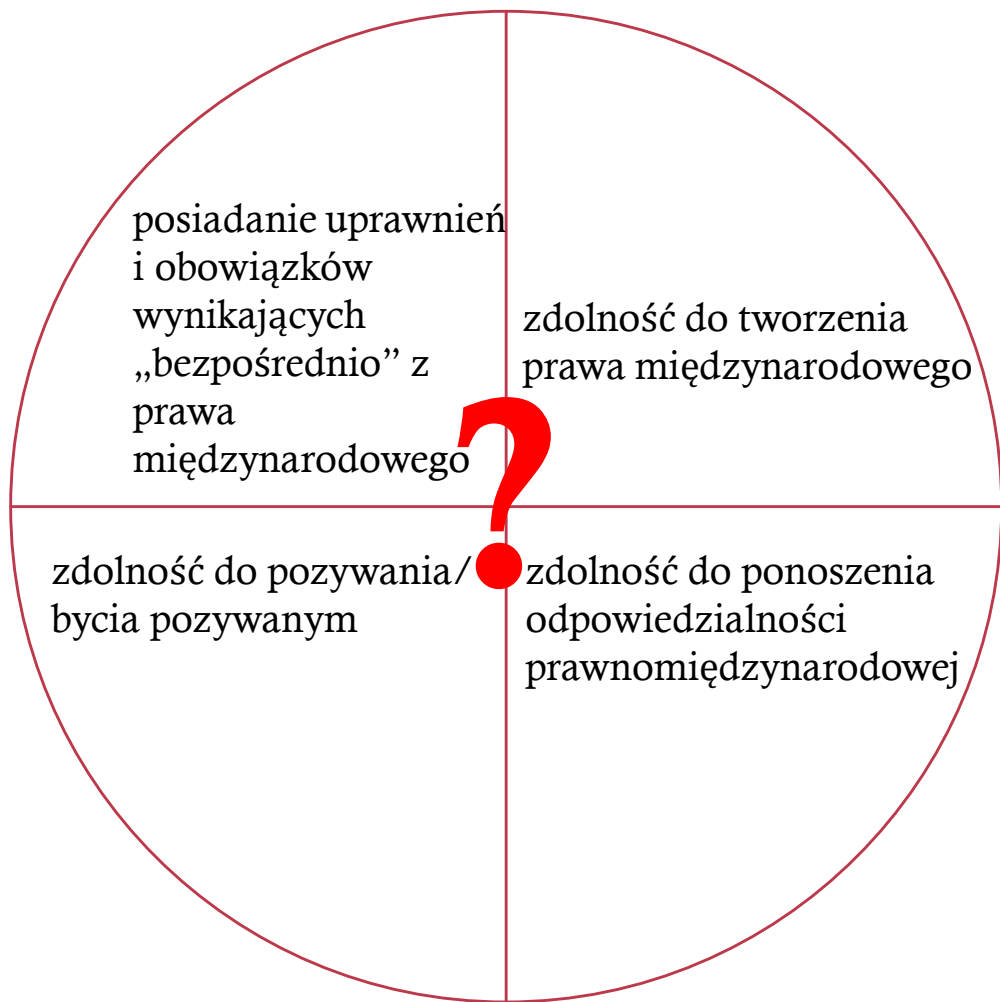 posiadanie uprawnień
i obowiązków
wynikających
„bezpośrednio” z
prawa
międzynarodowego
zdolność do tworzenia
prawa międzynarodowego
?
zdolność do pozywania/
bycia pozywanym
zdolność do ponoszenia
odpowiedzialności
prawnomiędzynarodowej